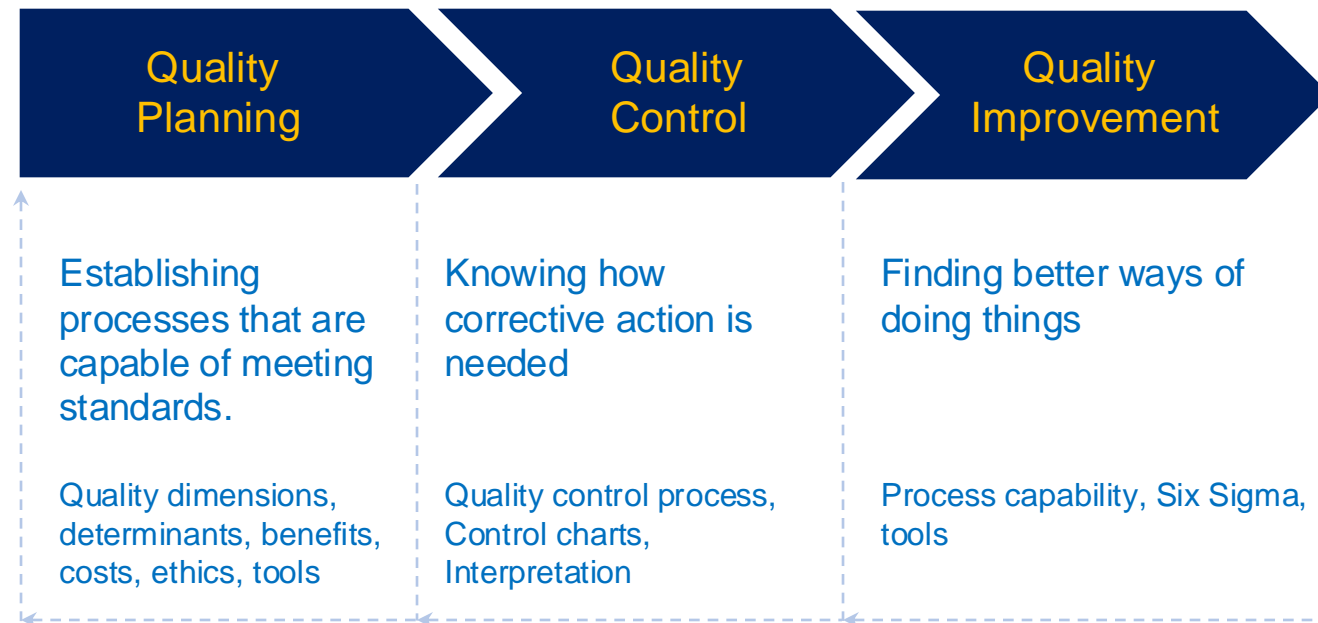 Quality
Planning
Quality
Control
Quality
Improvement
Establishing
processes that are
capable of meeting
standards.
Knowing how
corrective action is
needed
Finding better ways of
doing things
Quality dimensions,
determinants, benefits,
costs, ethics, tools
Quality control process,
Control charts,
Interpretation
Process capability, Six Sigma,
tools